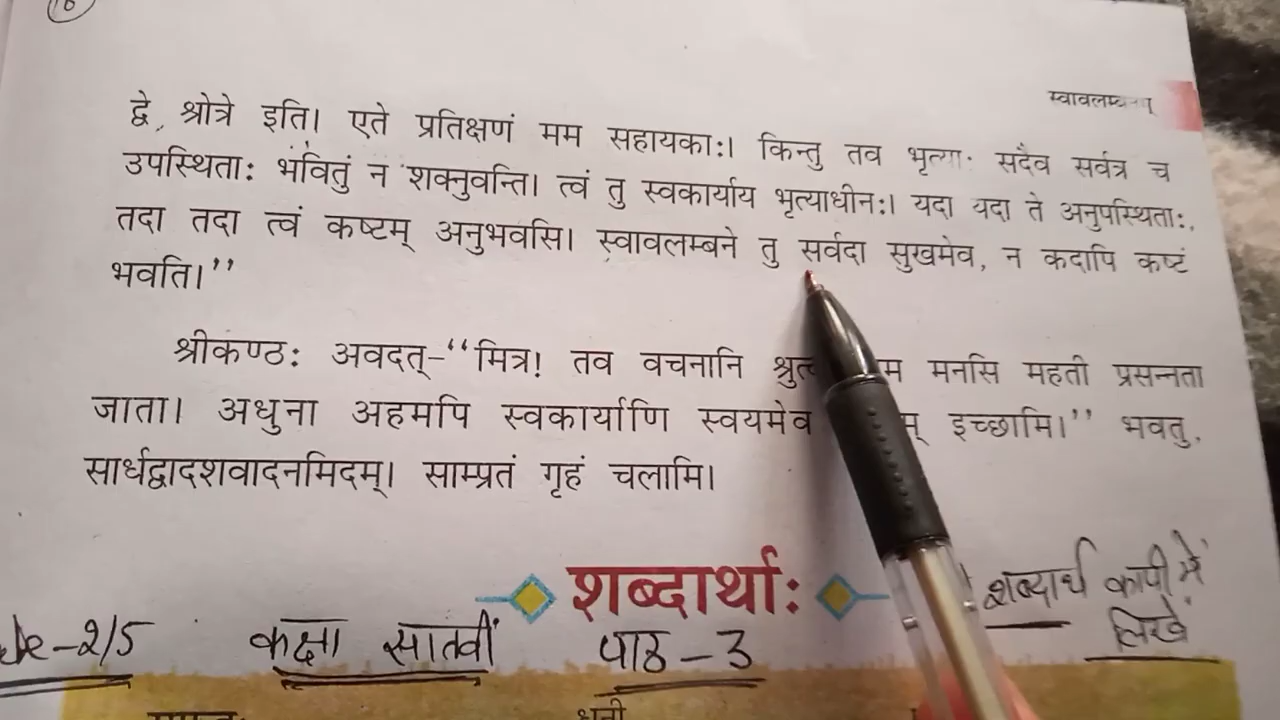 स्वावलम्बनम्
द्वे, श्रोत्रे इति। एते प्रतिक्षणं मम सहायकाः। किन्तु तव भृत्याः सदैव सर्वत्र च
उपस्थिताः भवितुं न शक्नुवन्ति। त्वं तु स्वकार्याय भृत्याधीनः। यदा यदा ते अनुपस्थिताः,
तदा तदा त्वं कष्टम् अनुभवसि। स्वावलम्बने तु सर्वदा सुखमेव, न कदापि कष्टं
भवति।”
श्रीकण्ठः अवदत्-“मित्र! तव वचनानि मनसि महती प्रसन्नता
जाता। अधुना अहमपि स्वकार्याणि स्वयमेव इच्छामि।” भवतु,
सार्धद्वादशवादनमिदम्। साम्प्रतं गृहं चलामि।
शब्दार्थाः
शब्दार्थ कापी में
लिखें
-2/5 कक्षा सातवीं पाठ - 3